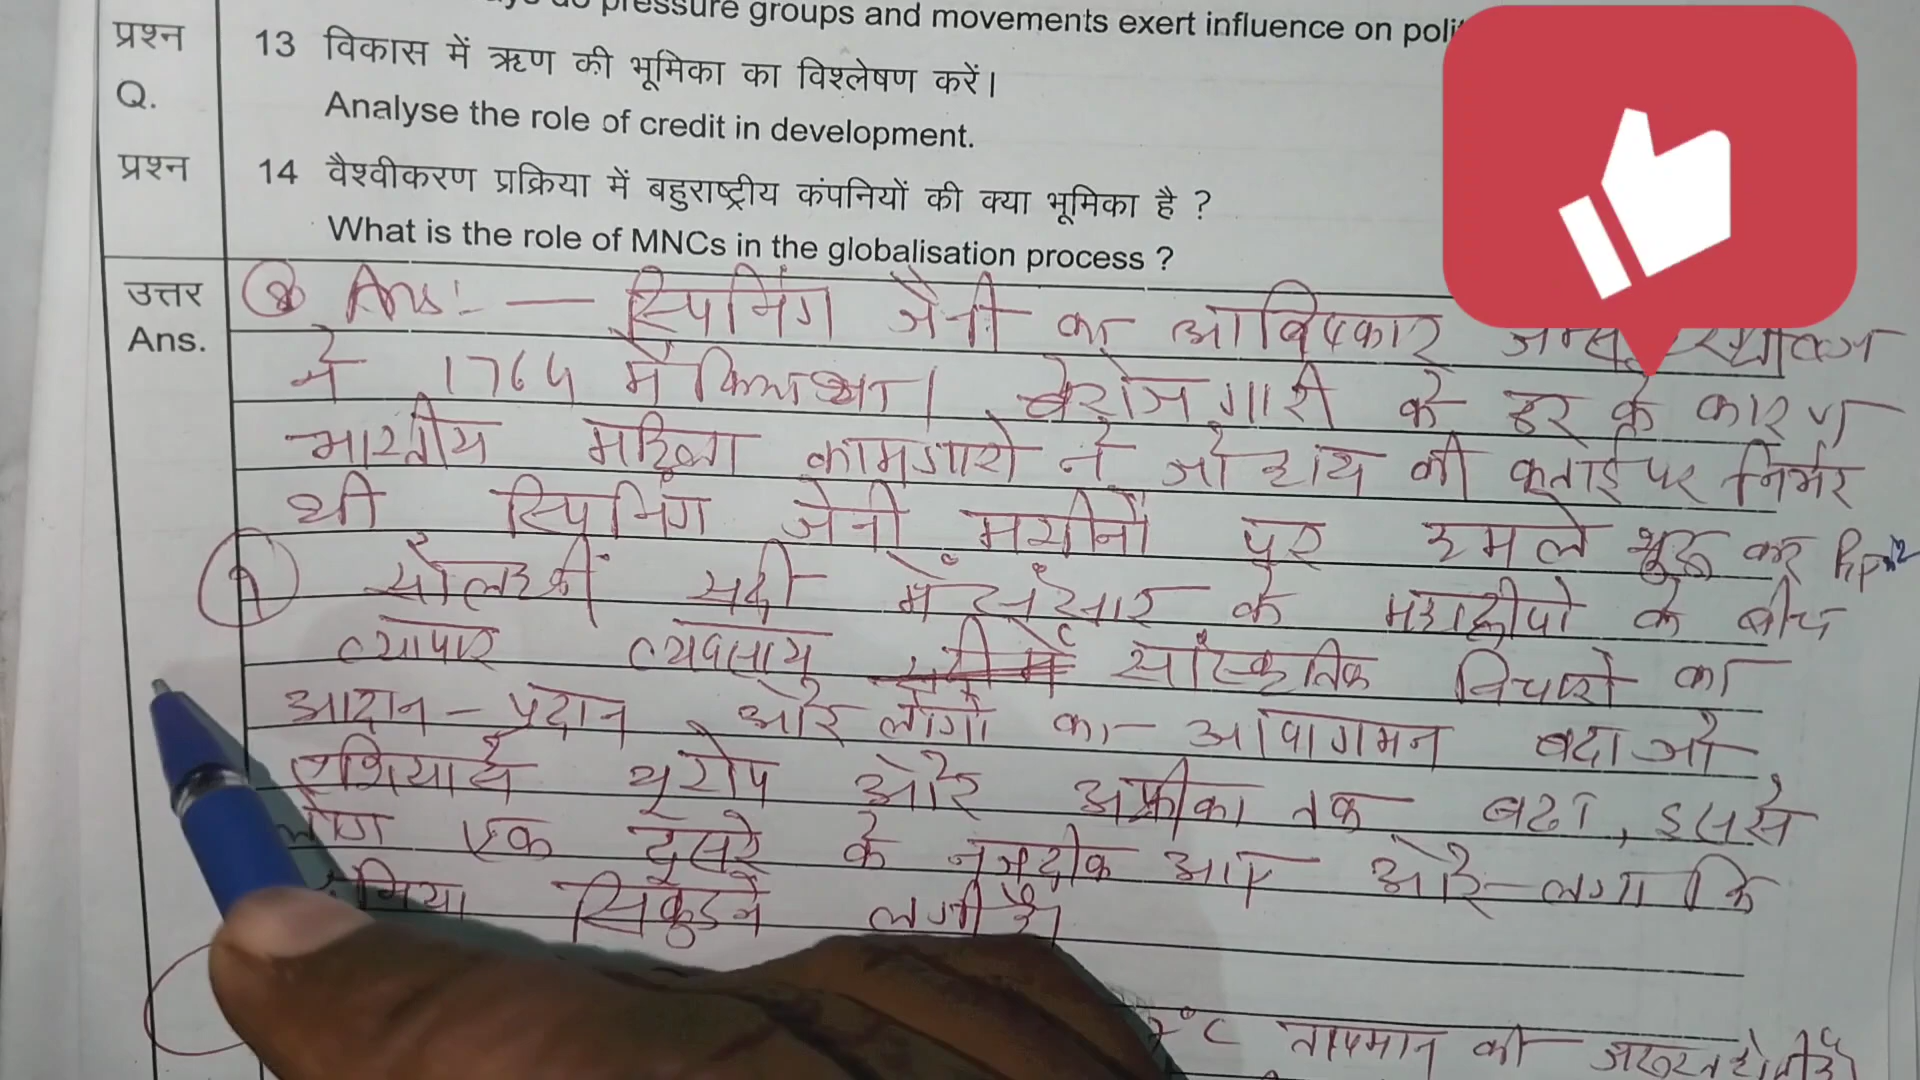 pressure groups and movements exert influence on poli
प्रश्न 13 विकास में ऋण की भूमिका का विश्लेषण करें।
Q. Analyse the role of credit in development.
प्रश्न 14 वैश्वीकरण प्रक्रिया में बहुराष्ट्रीय कंपनियों की क्या भूमिका है ?
What is the role of MNCs in the globalisation process ?
उत्तर
Ans.
Ans:- — स्पिनिंग जैनी का आविष्कार
ने 1764 में किया था। बेरोजगारी के डर के कारण
भारतीय महिला कामगारो ने जो हाथ की कताई पर निर्भर
थी स्पिनिंग जेनी मशीनों पर हमले शुरू कर
सोलहवीं सदी में संसार के महाद्वीपो के बीच
व्यापार व्यवसाय सांस्कृतिक विचारो का
आदान - प्रदान और लोगों का आवागमन बढा जो
एशिया से यूरोप और अफ्रीका तक बढा, इससे
लोग एक दूसरे के नजदीक आए और लगा कि
सिकुडने लगी है।
7°C तापमान की जरूरत होती है